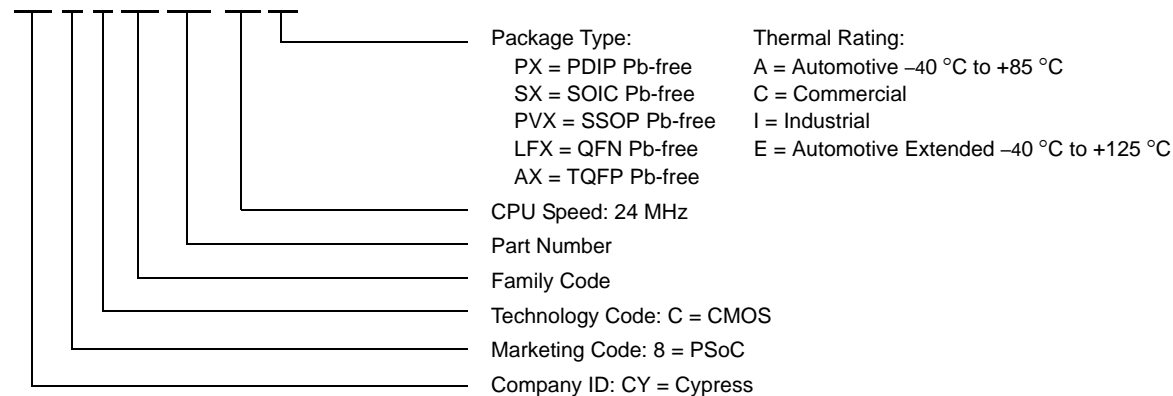 Package Type: Thermal Rating:
PX = PDIP Pb-free A = Automotive –40 °C to +85 °C
SX = SOIC Pb-free C = Commercial
PVX = SSOP Pb-free I = Industrial
LFX = QFN Pb-free E = Automotive Extended –40 °C to +125 °C
AX = TQFP Pb-free
CPU Speed: 24 MHz
Part Number
Family Code
Technology Code: C = CMOS
Marketing Code: 8 = PSoC
Company ID: CY = Cypress